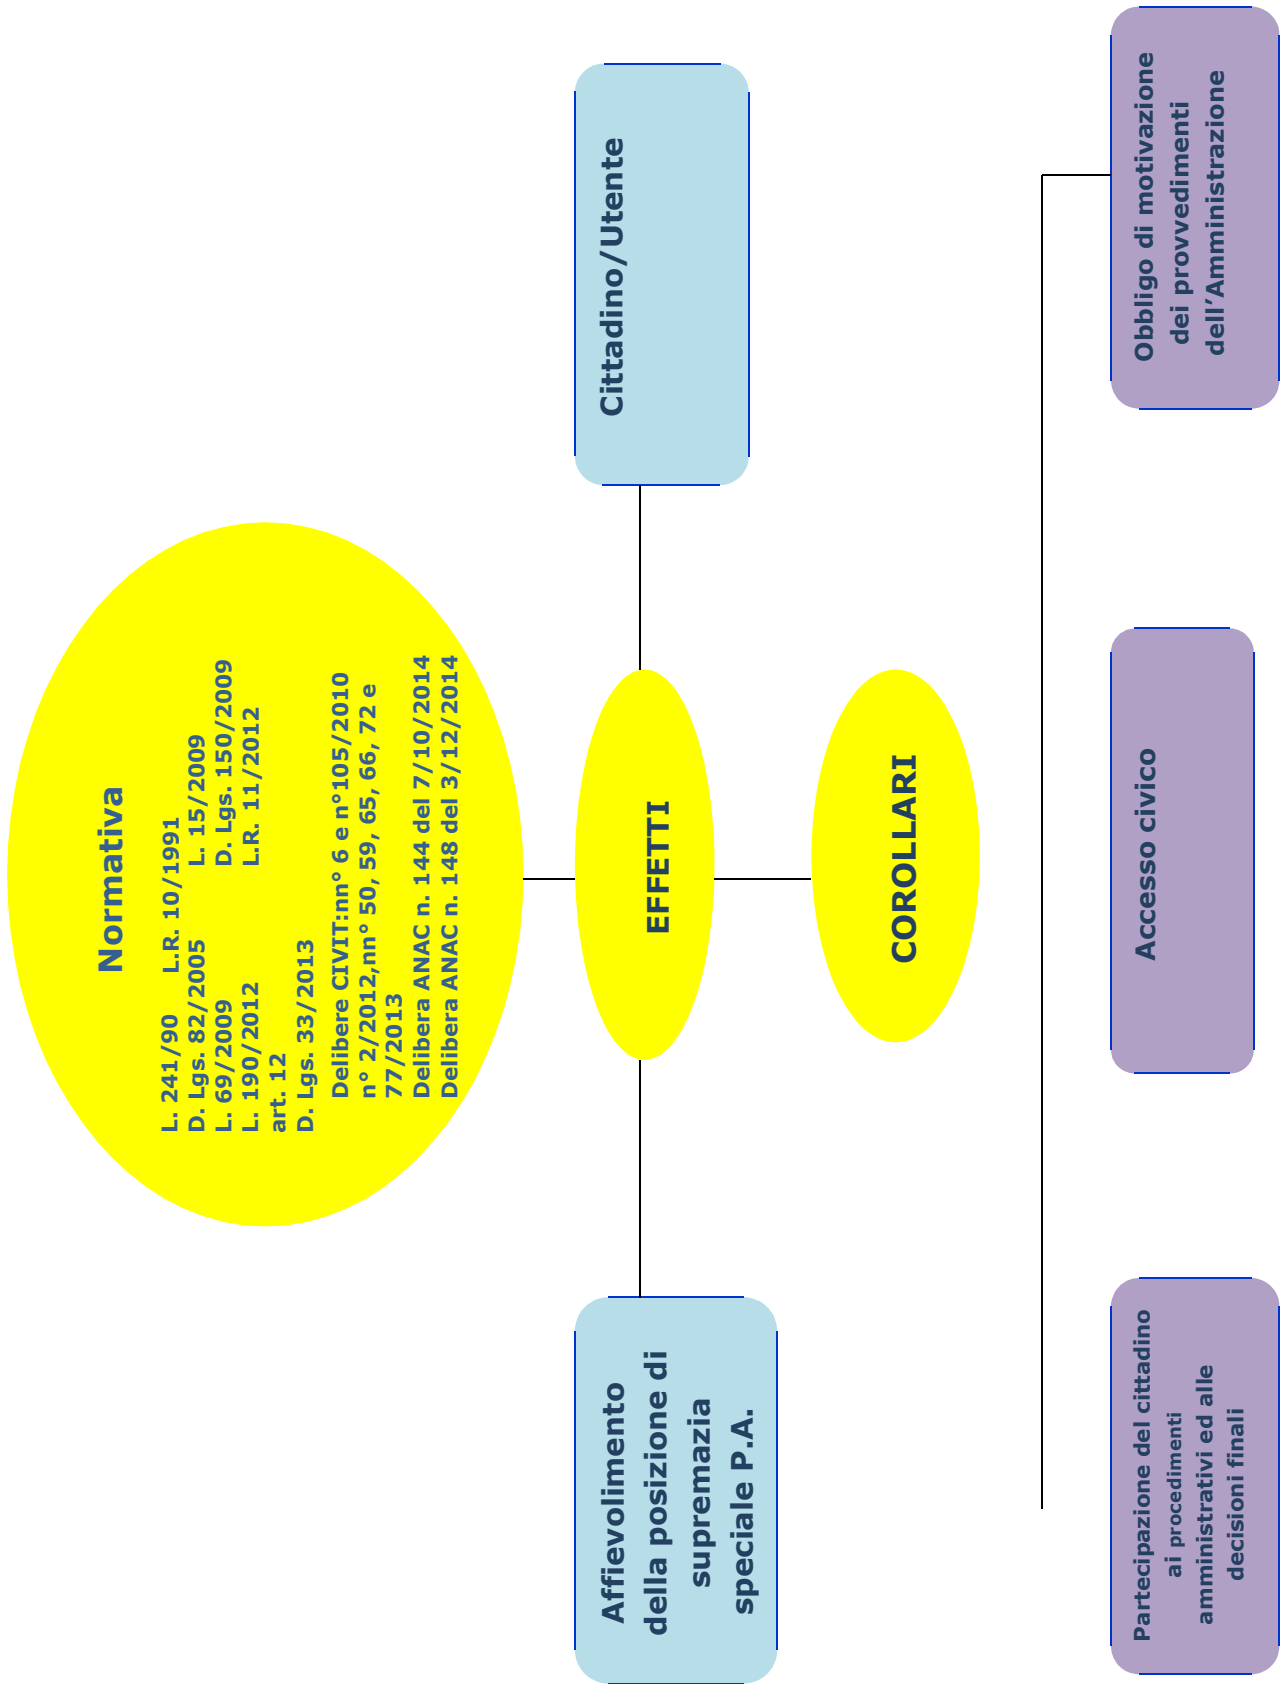 Normativa
L. 241/90 L.R. 10/1991
D. Lgs. 82/2005 L. 15/2009
L. 69/2009 D. Lgs. 150/2009
L. 190/2012 L.R. 11/2012
art. 12
D. Lgs. 33/2013
Delibere CIVIT:nn° 6 e n°105/2010
n° 2/2012,nn° 50, 59, 65, 66, 72 e
77/2013
Delibera ANAC n. 144 del 7/10/2014
Delibera ANAC n. 148 del 3/12/2014
Affievolimento
della posizione di
supremazia
speciale P.A.
EFFETTI
Cittadino/Utente
COROLLARI
Partecipazione del cittadino
ai procedimenti
amministrativi ed alle
decisioni finali
Accesso civico
Obbligo di motivazione
dei provvedimenti
dell’Amministrazione